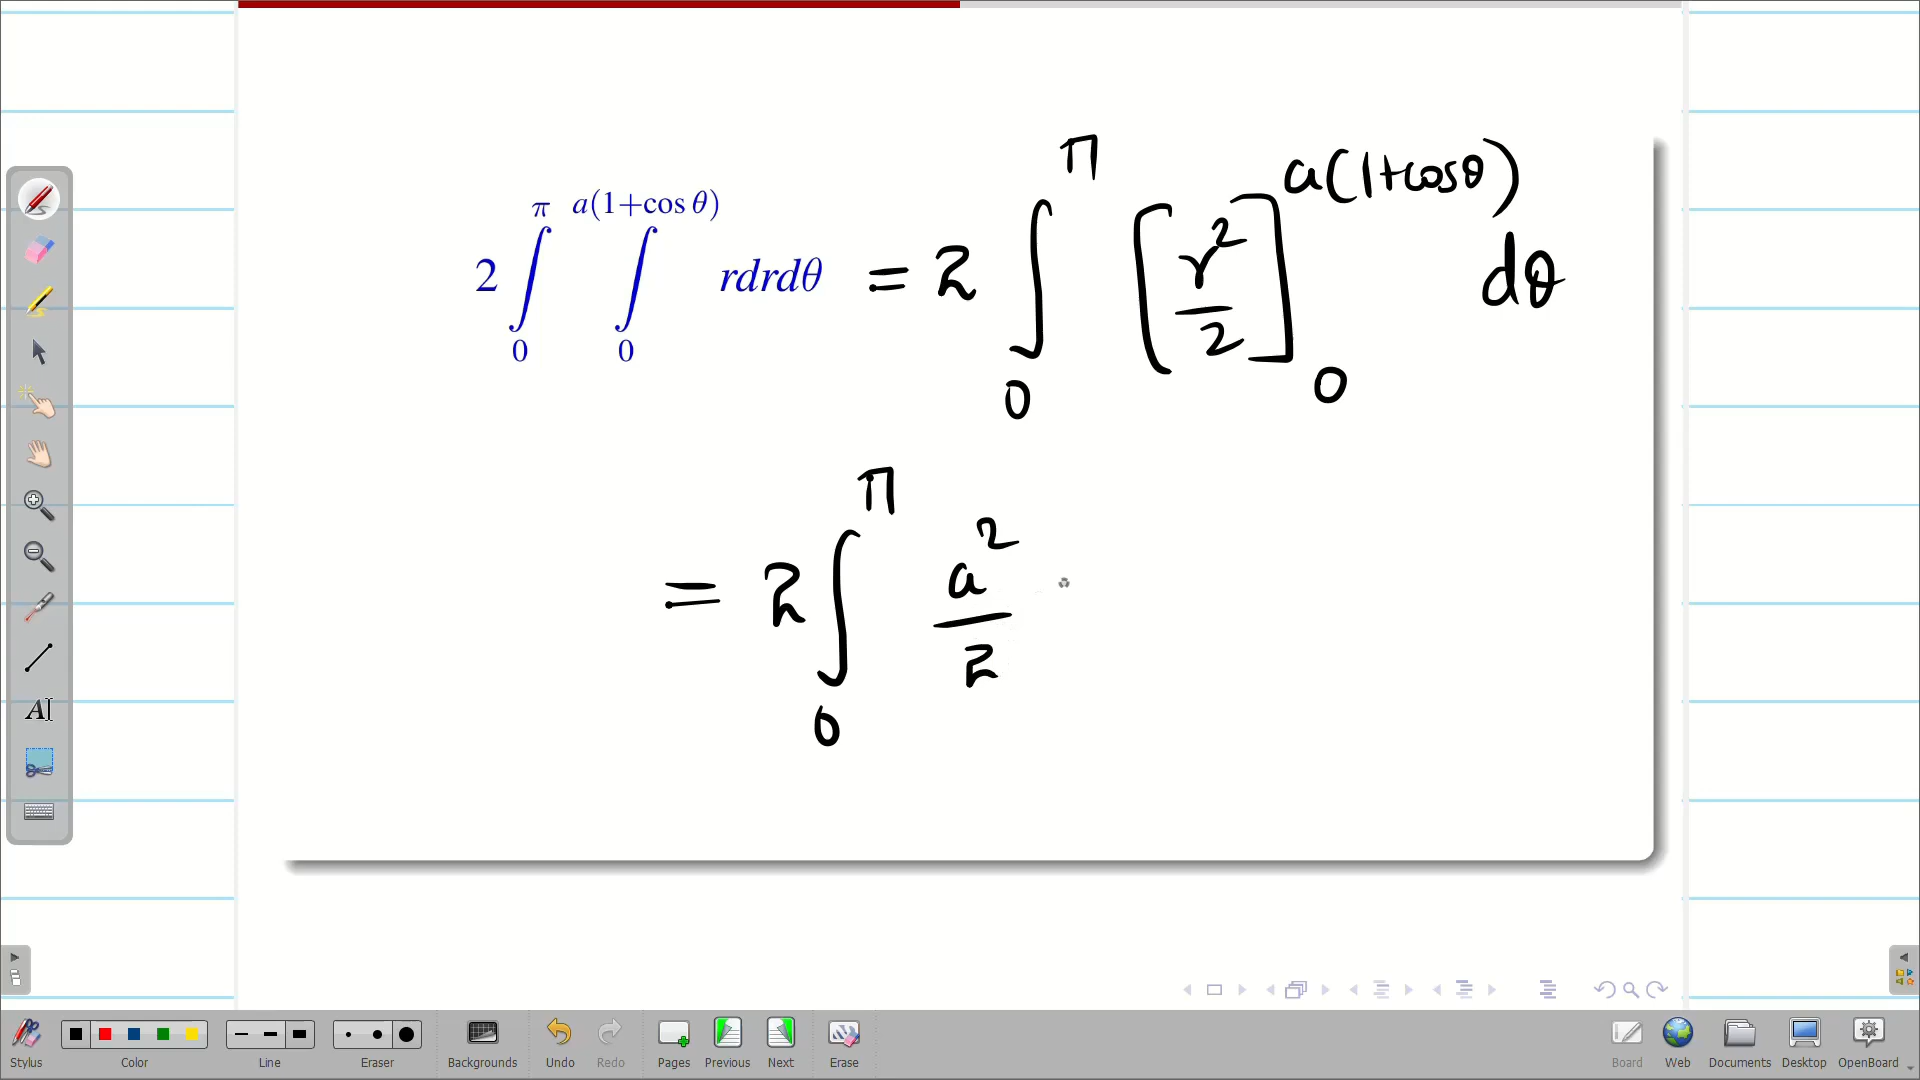 2 ∫₀^π ∫₀^{a(1+cos θ)} rdrdθ = 2 ∫₀^π [r²/2]₀^{a(1+cosθ)} dθ
= 2 ∫₀^π a²/2
AI
Stylus Color Line Eraser Backgrounds Undo Redo Pages Previous Next Erase Board Web Documents Desktop OpenBoard